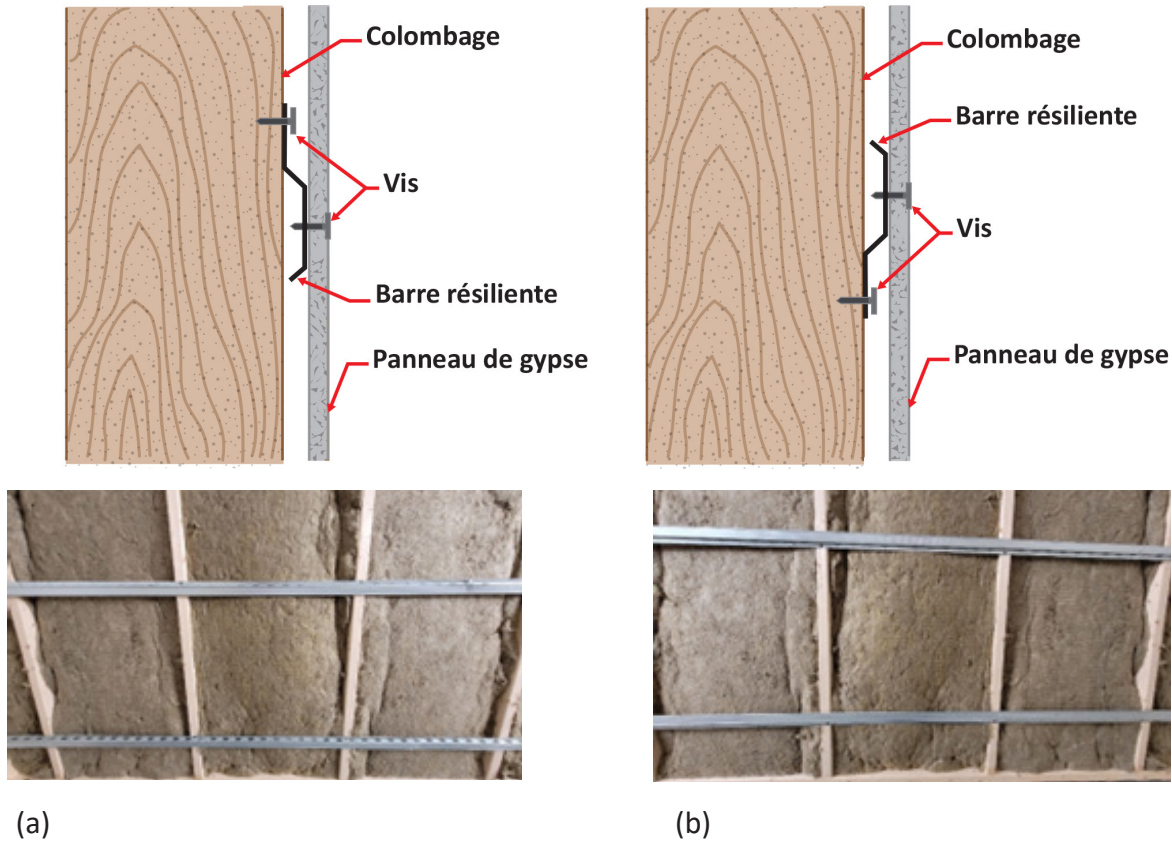 Colombage
Vis
Barre résiliente
Panneau de gypse
Colombage
Barre résiliente
Vis
Panneau de gypse
(a)
(b)